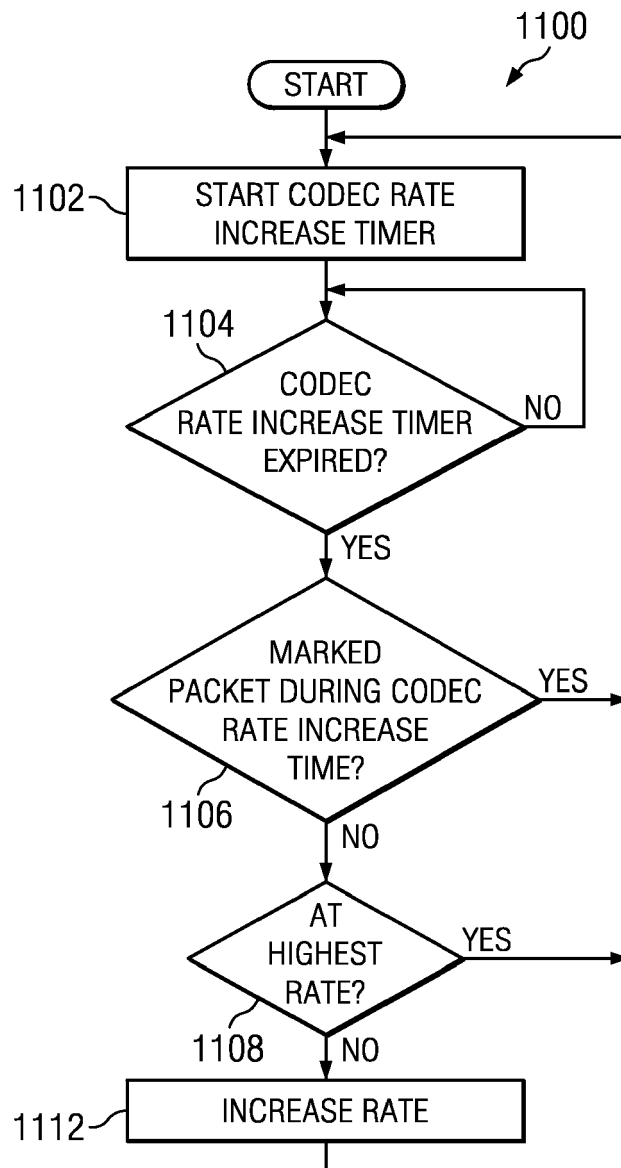 1100
START
1102
START CODEC RATE
INCREASE TIMER
1104
CODEC
RATE INCREASE TIMER
EXPIRED?
NO
YES
MARKED
PACKET DURING CODEC
RATE INCREASE
TIME?
YES
1106
NO
AT
HIGHEST
RATE?
YES
1108
NO
1112
INCREASE RATE